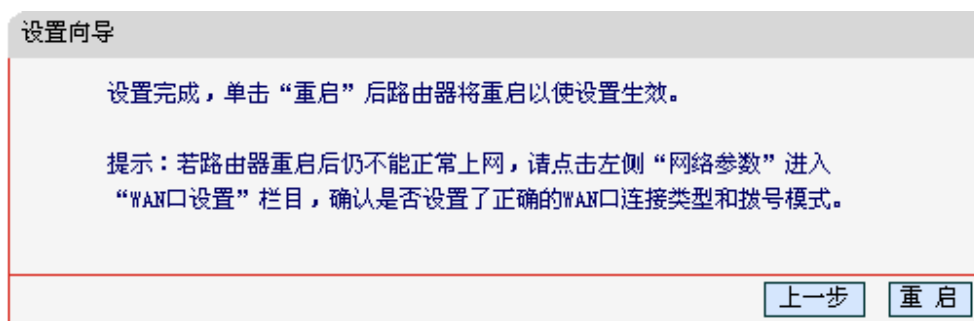 设置向导
设置完成，单击“重启”后路由器将重启以使设置生效。
提示：若路由器重启后仍不能正常上网，请点击左侧“网络参数”进入
“WAN口设置”栏目，确认是否设置了正确的WAN口连接类型和拨号模式。
上一步 重 启